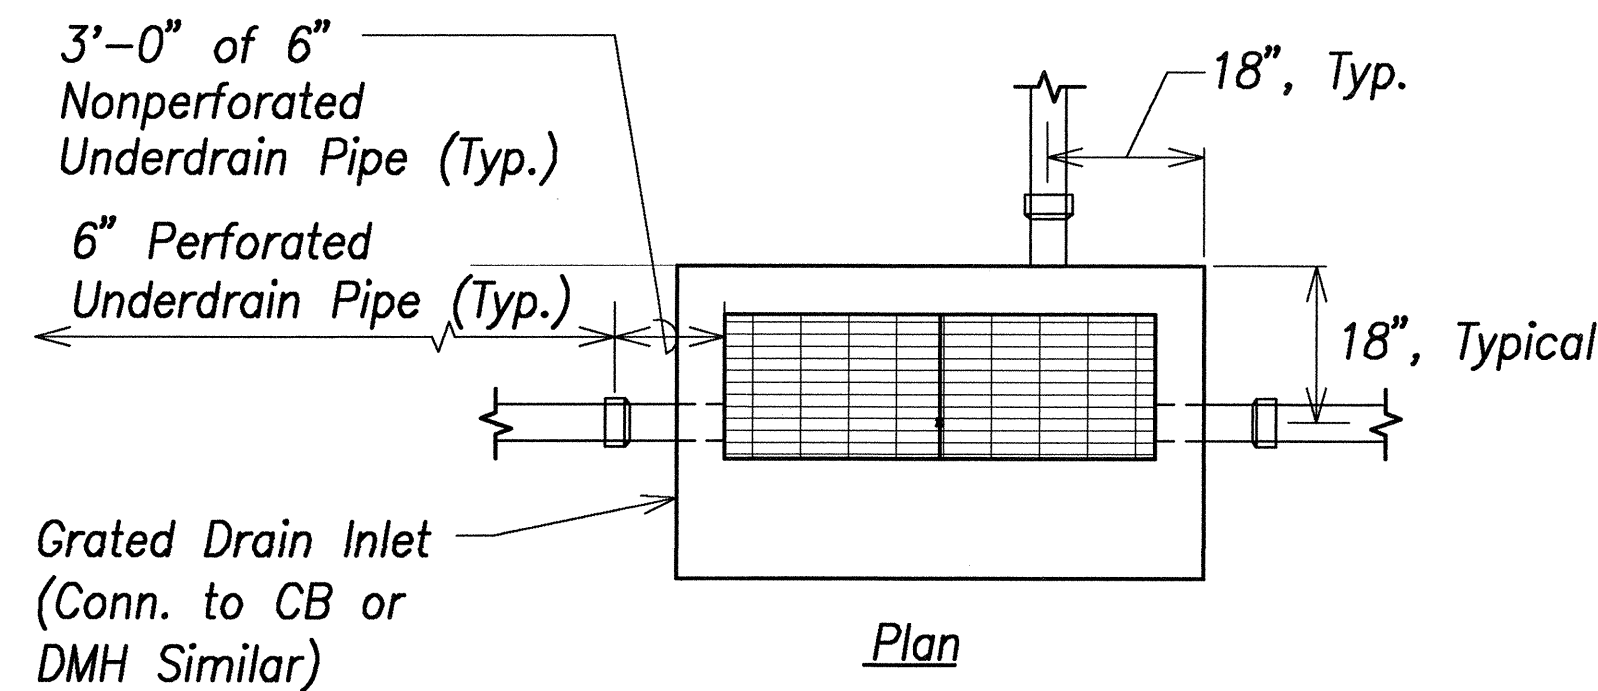 3'-0" of 6"
Nonperforated
Underdrain Pipe (Typ.)
6" Perforated
Underdrain Pipe (Typ.)
18", Typ.
18", Typical
Grated Drain Inlet
(Conn. to CB or
DMH Similar)
Plan